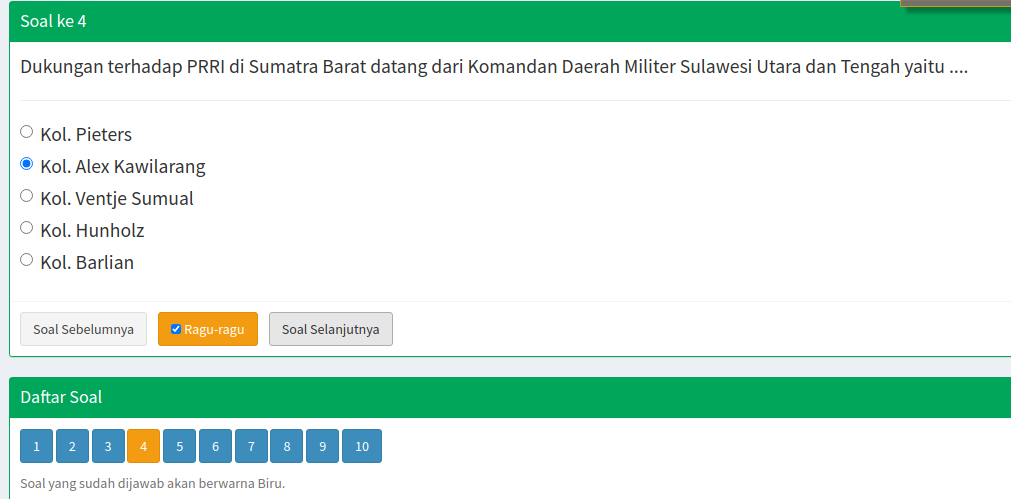 Soal ke 4
Dukungan terhadap PRRI di Sumatra Barat datang dari Komandan Daerah Militer Sulawesi Utara dan Tengah yaitu ....
Kol. Pieters
Kol. Alex Kawilarang
Kol. Ventje Sumual
Kol. Hunholz
Kol. Barlian
Soal Sebelumnya Ragu-ragu Soal Selanjutnya
Daftar Soal
1 2 3 4 5 6 7 8 9 10
Soal yang sudah dijawab akan berwarna Biru.